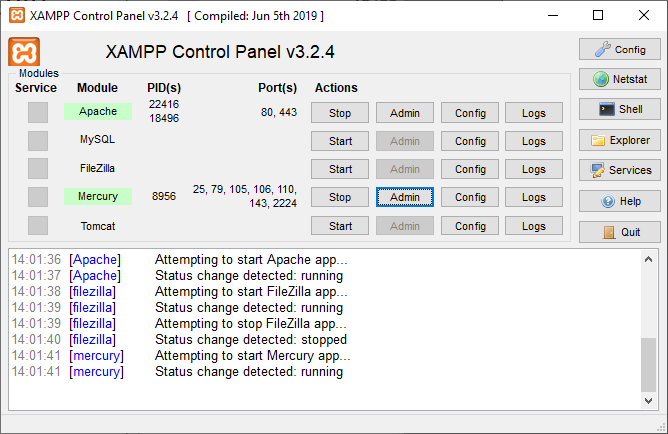 XAMPP Control Panel v3.2.4 [ Compiled: Jun 5th 2019 ]
XAMPP Control Panel v3.2.4
Config
Modules
Service Module PID(s) Port(s) Actions
Netstat
Apache 22416 18496 80, 443 Stop Admin Config Logs
Shell
MySQL Start Admin Config Logs
Explorer
FileZilla Start Admin Config Logs
Services
Mercury 8956 25, 79, 105, 106, 110, 143, 2224 Stop Admin Config Logs
Help
Tomcat Start Admin Config Logs
Quit
14:01:36 [Apache] Attempting to start Apache app...
14:01:37 [Apache] Status change detected: running
14:01:38 [filezilla] Attempting to start FileZilla app...
14:01:39 [filezilla] Status change detected: running
14:01:39 [filezilla] Attempting to stop FileZilla app...
14:01:40 [filezilla] Status change detected: stopped
14:01:41 [mercury] Attempting to start Mercury app...
14:01:41 [mercury] Status change detected: running